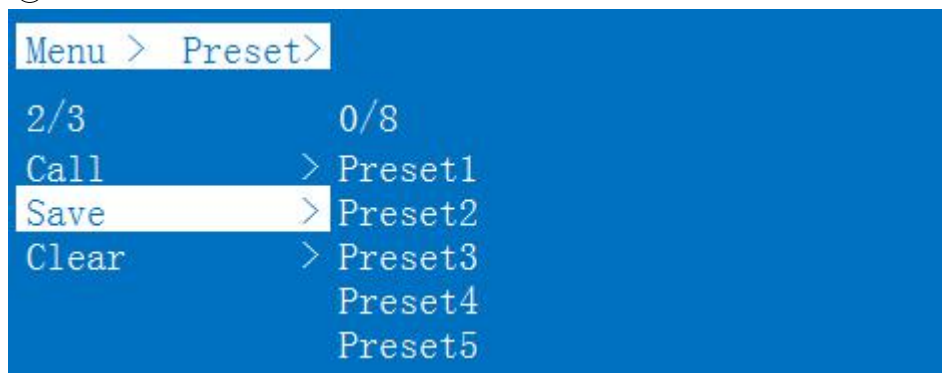 Menu > Preset>
2/3 0/8
Call > Preset1
Save > Preset2
Clear > Preset3
Preset4
Preset5